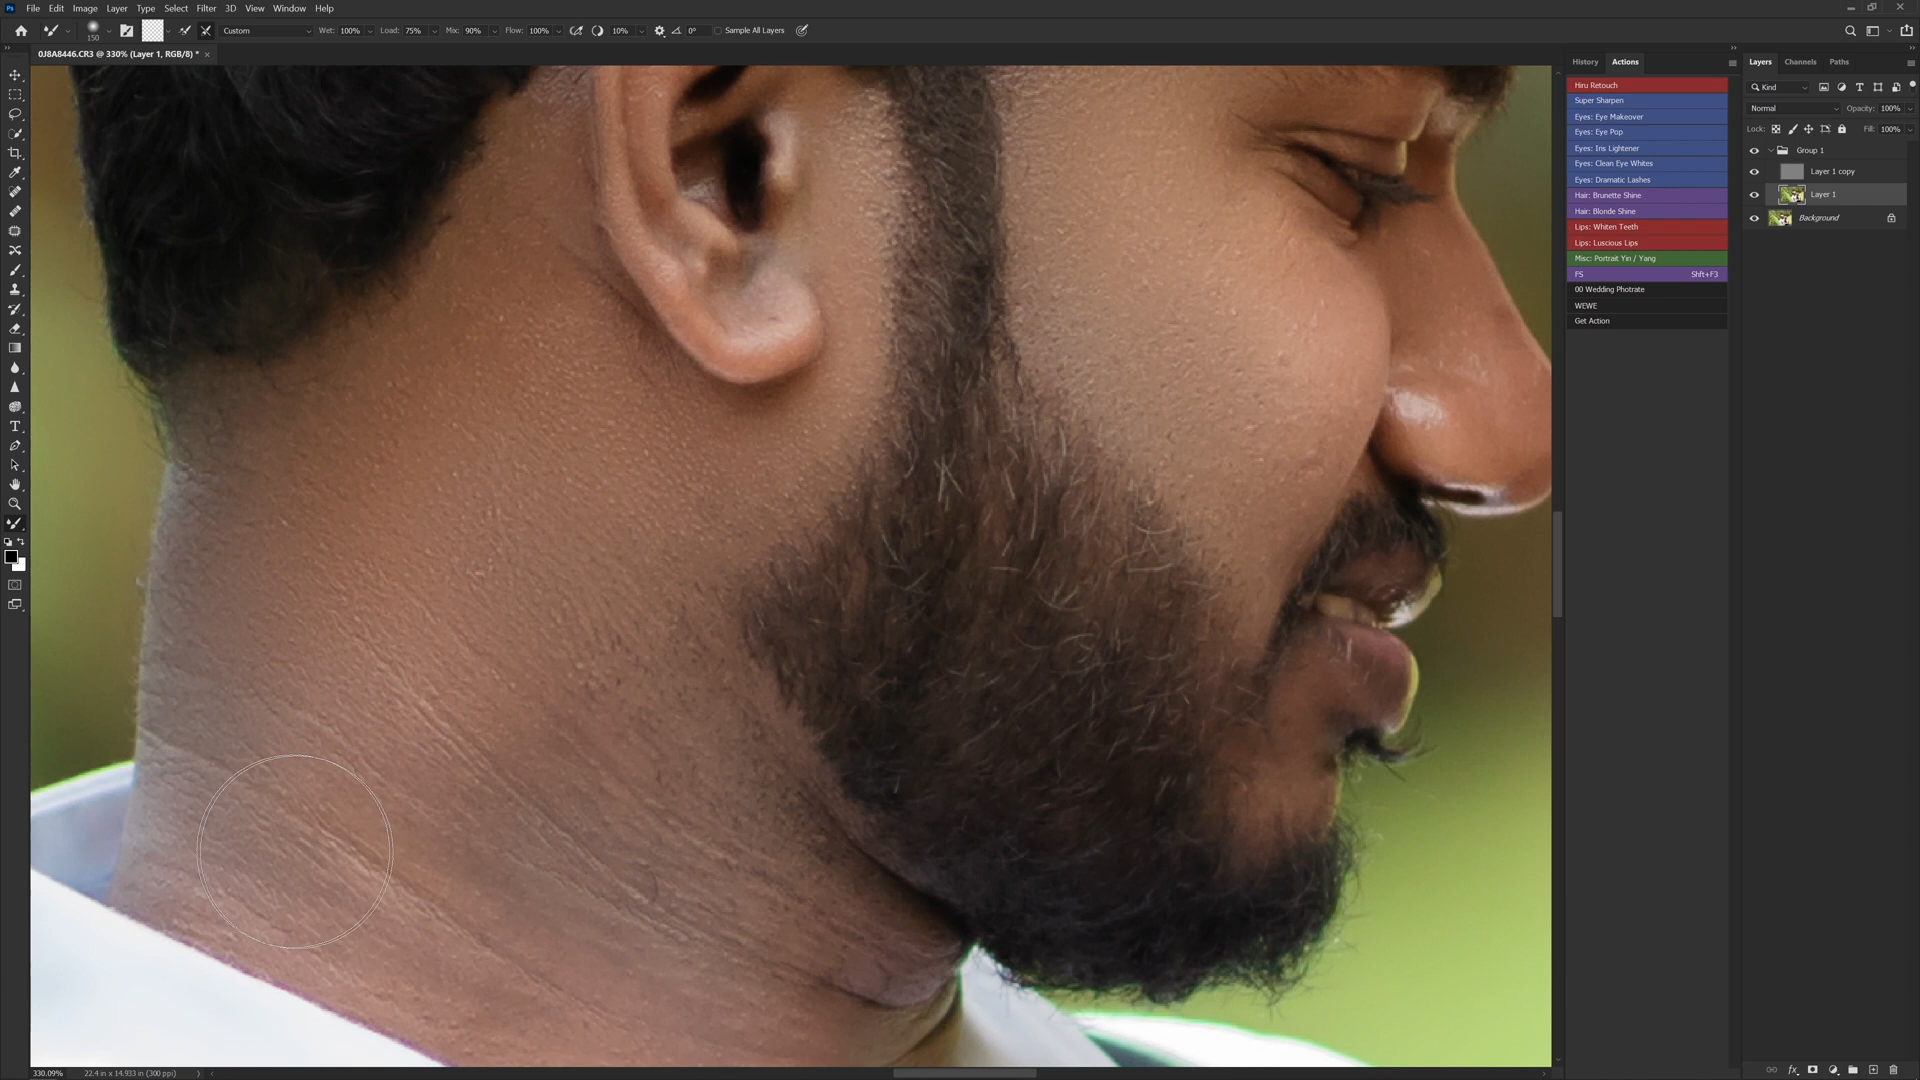 Ps File Edit Image Layer Type Select Filter 3D View Window Help
150 Custom Wet: 100% Load: 75% Mix: 90% Flow: 100% 10% 0° Sample All Layers
0J8A8446.CR3 @ 330% (Layer 1, RGB/8) *
History Actions
Hiru Retouch
Super Sharpen
Eyes: Eye Makeover
Eyes: Eye Pop
Eyes: Iris Lightener
Eyes: Clean Eye Whites
Eyes: Dramatic Lashes
Hair: Brunette Shine
Hair: Blonde Shine
Lips: Whiten Teeth
Lips: Luscious Lips
Misc: Portrait Yin / Yang
FS Shft+F3
00 Wedding Photrate
WEWE
Get Action
Layers Channels Paths
Kind
Normal Opacity: 100%
Lock: Fill: 100%
Group 1
Layer 1 copy
Layer 1
Background
330.09% 22.4 in x 14.933 in (300 ppi)